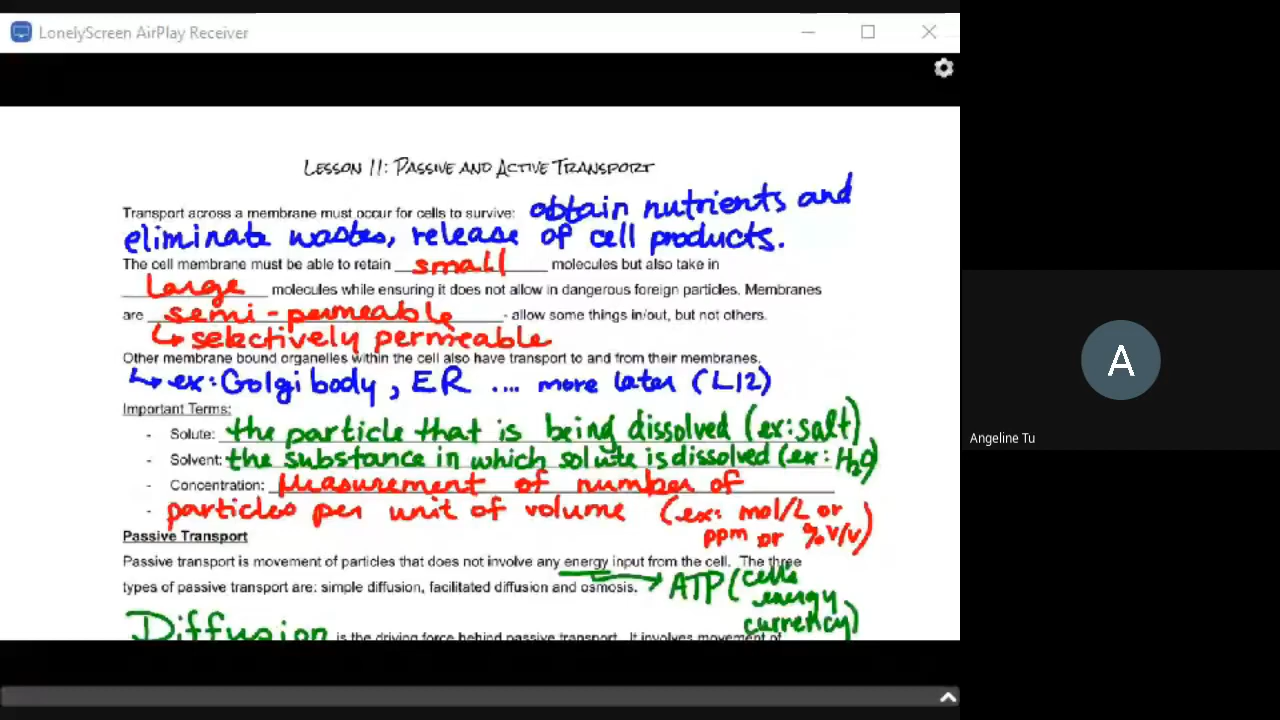 LonelyScreen AirPlay Receiver
LESSON 11: PASSIVE AND ACTIVE TRANSPORT
Transport across a membrane must occur for cells to survive: obtain nutrients and
eliminate wastes, release of cell products.
The cell membrane must be able to retain small molecules but also take in
large molecules while ensuring it does not allow in dangerous foreign particles. Membranes
are semi-permeable - allow some things in/out, but not others.
↳ selectively permeable
Other membrane bound organelles within the cell also have transport to and from their membranes.
↳ ex: Golgi body, ER .... more later (L12)
Important Terms:
- Solute: the particle that is being dissolved (ex: salt)
- Solvent: the substance in which solute is dissolved (ex: H₂O)
- Concentration: Measurement of number of
- particles per unit of volume (ex: mol/L or
ppm or % v/v)
Passive Transport
Passive transport is movement of particles that does not involve any energy input from the cell. The three
types of passive transport are: simple diffusion, facilitated diffusion and osmosis. → ATP (cells
energy
currency)
Diffusion is the driving force behind passive transport. It involves movement of
A
Angeline Tu